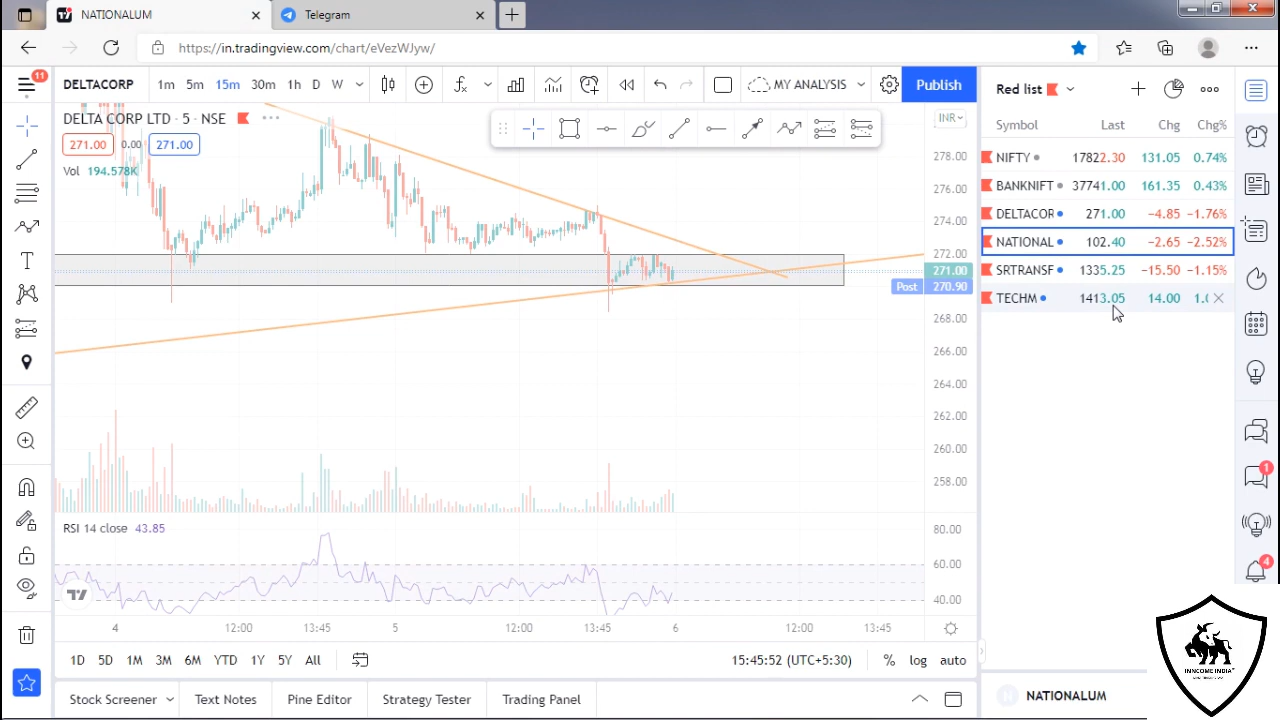 NATIONALUM
Telegram
https://in.tradingview.com/chart/eVezWJyw/
11
DELTACORP 1m 5m 15m 30m 1h D W MY ANALYSIS Publish
DELTA CORP LTD · 5 · NSE
271.00 0.00 271.00
Vol 194.578K
INR
278.00
276.00
274.00
272.00
271.00
Post 270.90
268.00
266.00
264.00
262.00
260.00
258.00
RSI 14 close 43.85
80.00
60.00
40.00
4 12:00 13:45 5 12:00 13:45 6 12:00 13:45
1D 5D 1M 3M 6M YTD 1Y 5Y All 15:45:52 (UTC+5:30) % log auto
Stock Screener Text Notes Pine Editor Strategy Tester Trading Panel
Red list
Symbol Last Chg Chg%
NIFTY 17822.30 131.05 0.74%
BANKNIFT 37741.00 161.35 0.43%
DELTACOR 271.00 −4.85 −1.76%
NATIONAL 102.40 −2.65 −2.52%
SRTRANSF 1335.25 −15.50 −1.15%
TECHM 1413.05 14.00 1.0
1
4
NATIONALUM
INNCOME INDIA